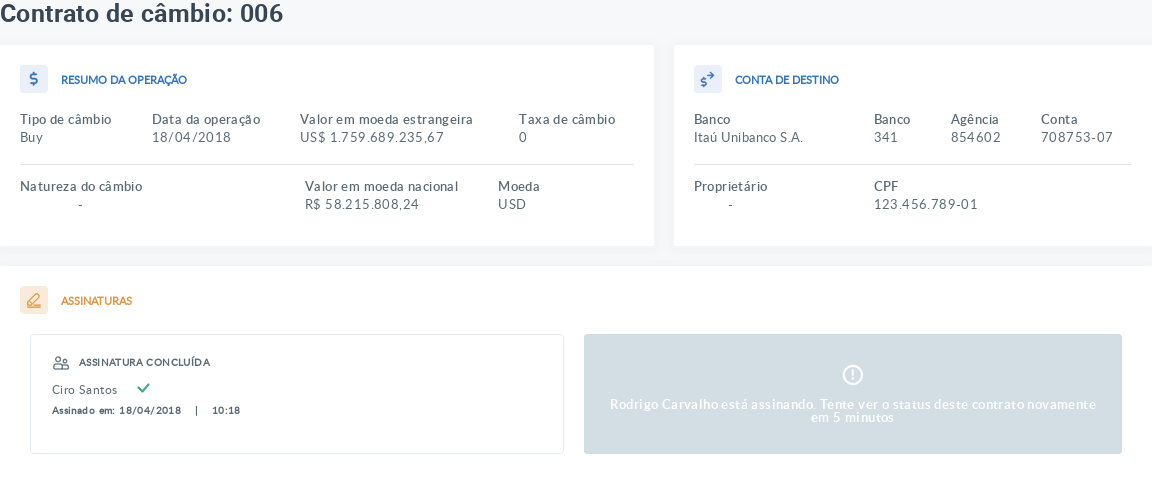 Contrato de câmbio: 006
RESUMO DA OPERAÇÃO
Tipo de câmbio Data da operação Valor em moeda estrangeira Taxa de câmbio
Buy 18/04/2018 US$ 1.759.689.235,67 0
Natureza do câmbio Valor em moeda nacional Moeda
- R$ 58.215.808,24 USD
CONTA DE DESTINO
Banco Banco Agência Conta
Itaú Unibanco S.A. 341 854602 708753-07
Proprietário CPF
- 123.456.789-01
ASSINATURAS
ASSINATURA CONCLUÍDA
Ciro Santos
Assinado em: 18/04/2018 | 10:18
Rodrigo Carvalho está assinando. Tente ver o status deste contrato novamente
em 5 minutos